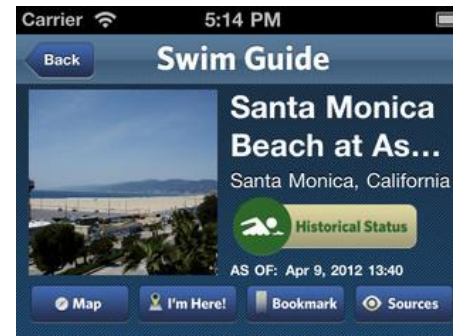 Carrier 5:14 PM
Back Swim Guide
Santa Monica
Beach at As...
Santa Monica, California
Historical Status
AS OF: Apr 9, 2012 13:40
Map I'm Here! Bookmark Sources